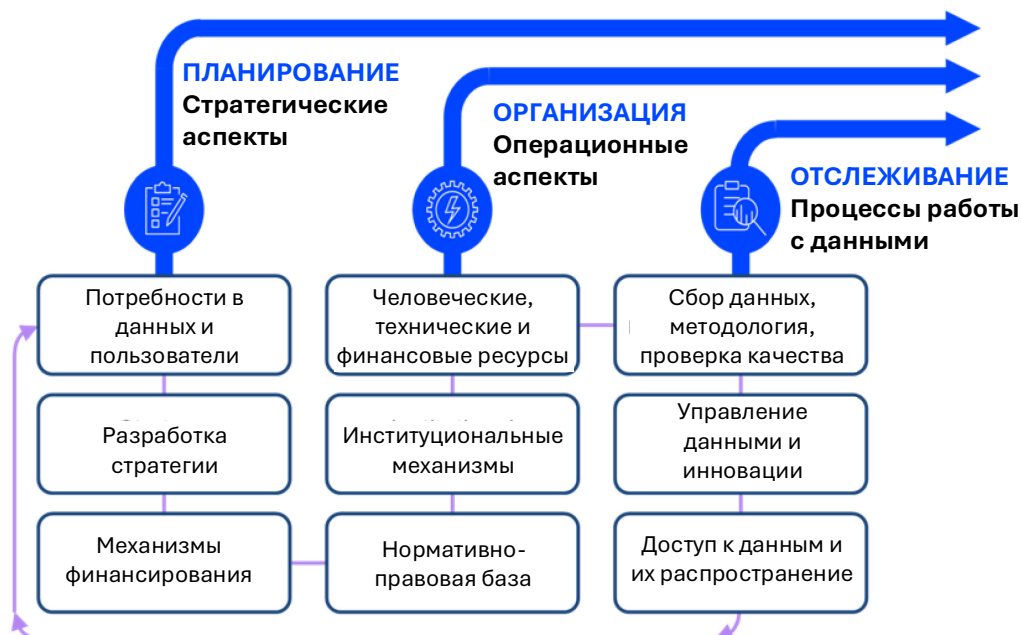 ПЛАНИРОВАНИЕ
Стратегические
аспекты
ОРГАНИЗАЦИЯ
Операционные
аспекты
ОТСЛЕЖИВАНИЕ
Процессы работы
с данными
Потребности в
данных и
пользователи
Человеческие,
технические и
финансовые ресурсы
Сбор данных,
методология,
проверка качества
Разработка
стратегии
Институциональные
механизмы
Управление
данными и
инновации
Механизмы
финансирования
Нормативно-
правовая база
Доступ к данным и
их распространение